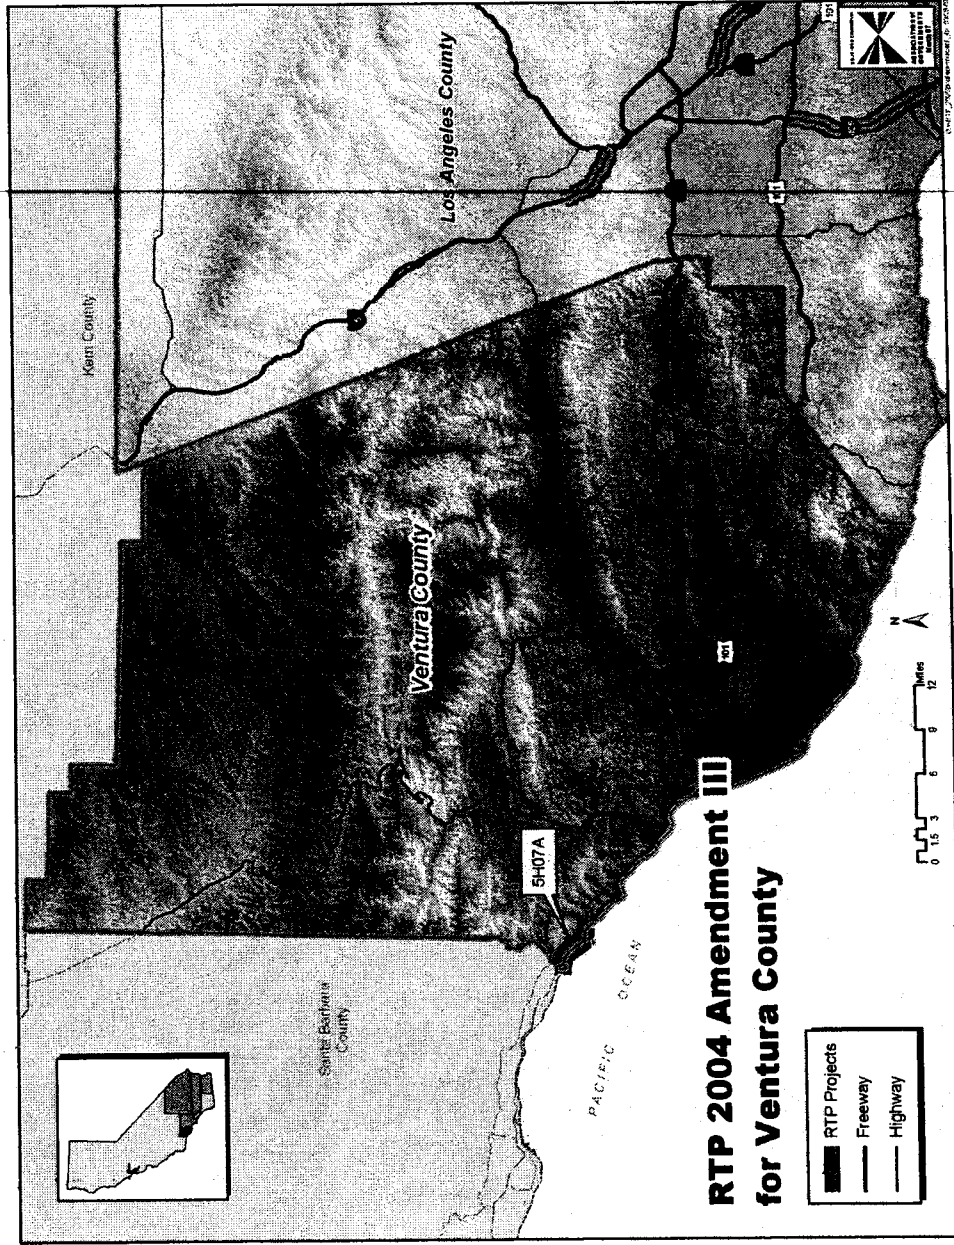 Kern County
Los Angeles County
Ventura County
Santa Barbara
County
5H07A
101
101
PACIFIC OCEAN
RTP 2004 Amendment III
for Ventura County
RTP Projects
Freeway
Highway
N
0 1.5 3 6 9 12
Miles